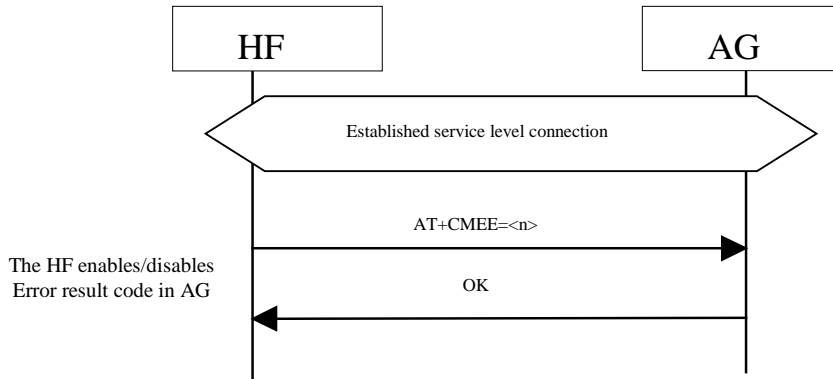 HF
AG
Established service level connection
AT+CMEE=<n>
The HF enables/disables
Error result code in AG
OK